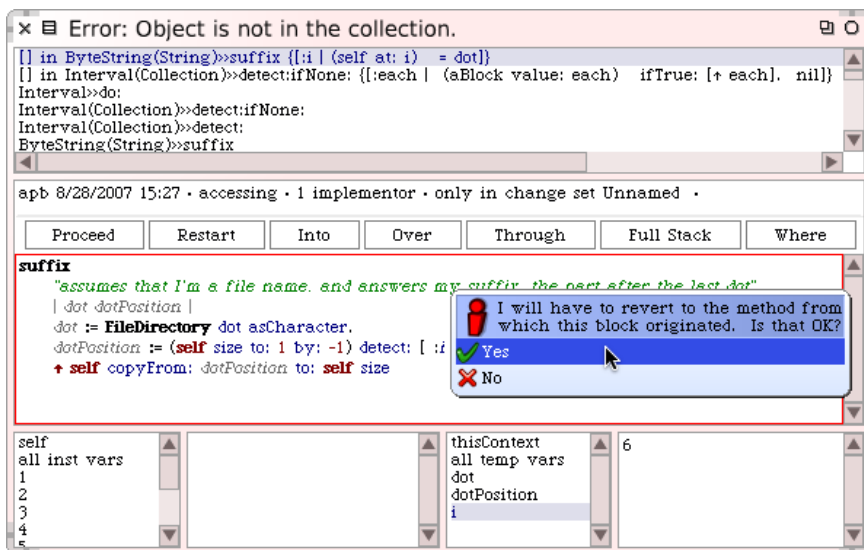 Error: Object is not in the collection.
[] in ByteString(String)»suffix {[:i | (self at: i)  = dot]}
[] in Interval(Collection)»detect:ifNone: {[:each |  (aBlock value: each)  ifTrue: [↑ each].  nil]}
Interval»do:
Interval(Collection)»detect:ifNone:
Interval(Collection)»detect:
ByteString(String)»suffix
apb 8/28/2007 15:27 · accessing · 1 implementor · only in change set Unnamed ·
Proceed Restart Into Over Through Full Stack Where
suffix
"assumes that I'm a file name. and answers my suffix. the part after the last dot"
| dot dotPosition |
dot := FileDirectory dot asCharacter.
dotPosition := (self size to: 1 by: -1) detect: [ :i
↑ self copyFrom: dotPosition to: self size
I will have to revert to the method from
which this block originated.  Is that OK?
Yes
No
self
all inst vars
1
2
3
4
5
thisContext
all temp vars
dot
dotPosition
i
6